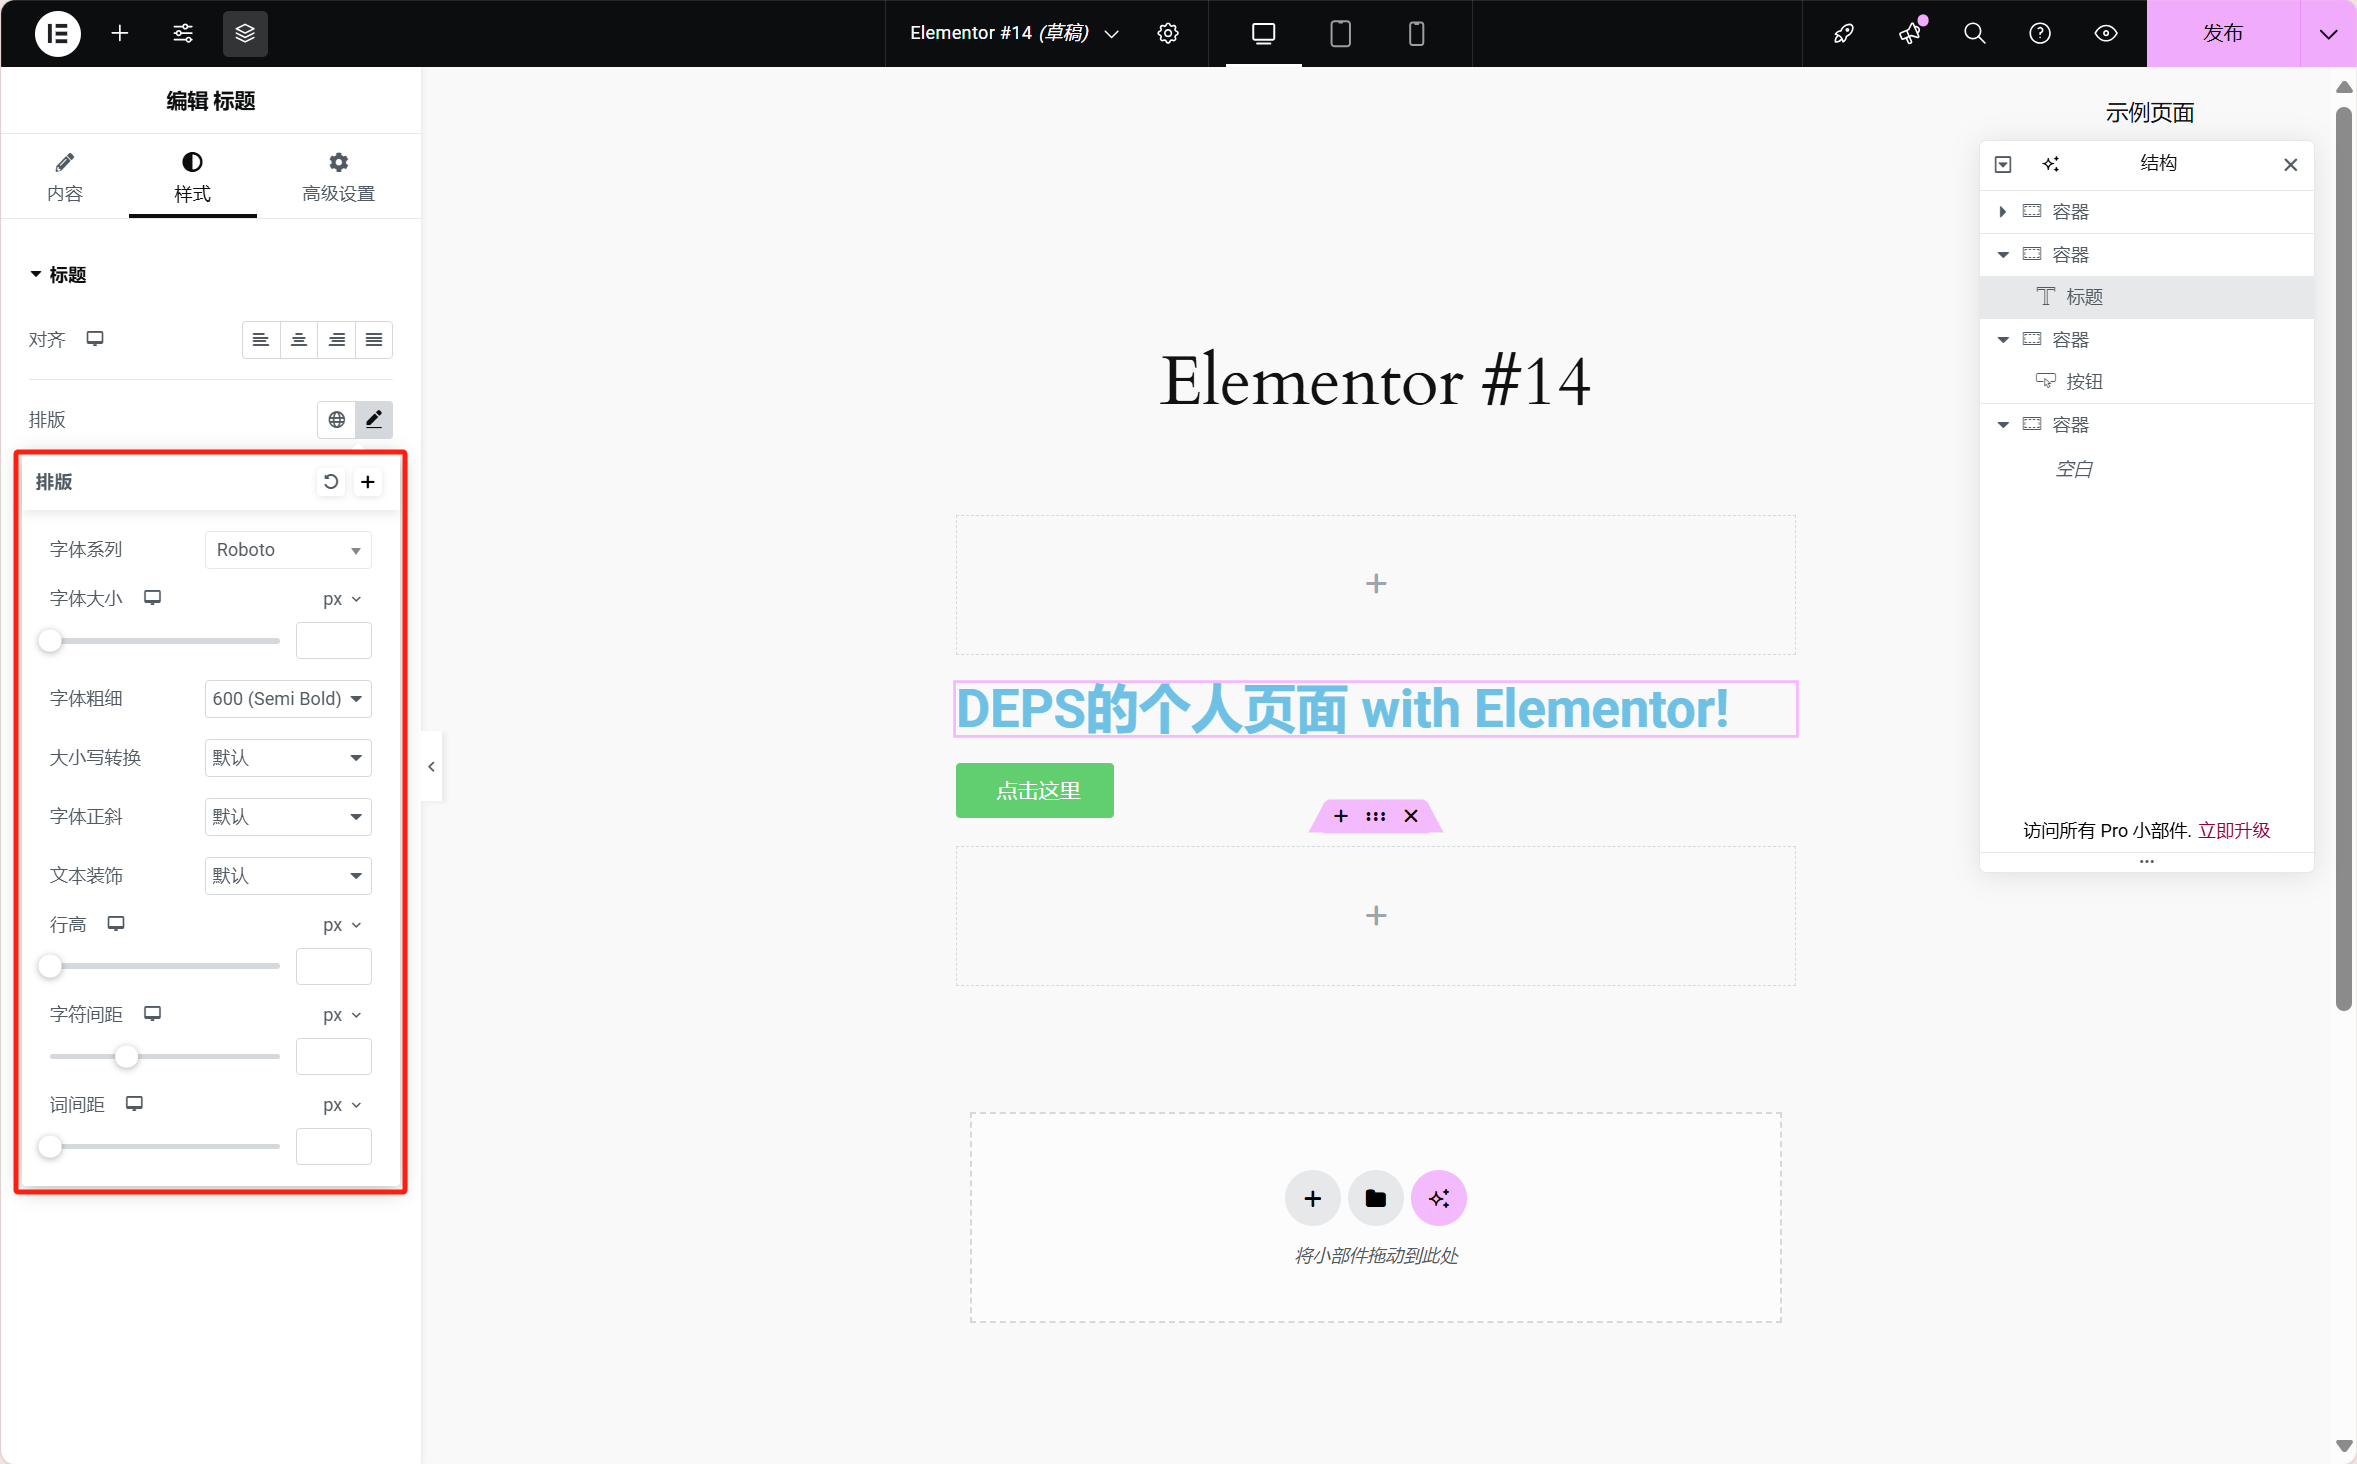 Elementor #14 (草稿)
发布
编辑 标题
内容
样式
高级设置
标题
对齐
排版
排版
字体系列
Roboto
字体大小
px
字体粗细
600 (Semi Bold)
大小写转换
默认
字体正斜
默认
文本装饰
默认
行高
px
字符间距
px
词间距
px
示例页面
Elementor #14
DEPS的个人页面 with Elementor!
点击这里
将小部件拖动到此处
结构
容器
容器
标题
容器
按钮
容器
空白
访问所有 Pro 小部件. 立即升级